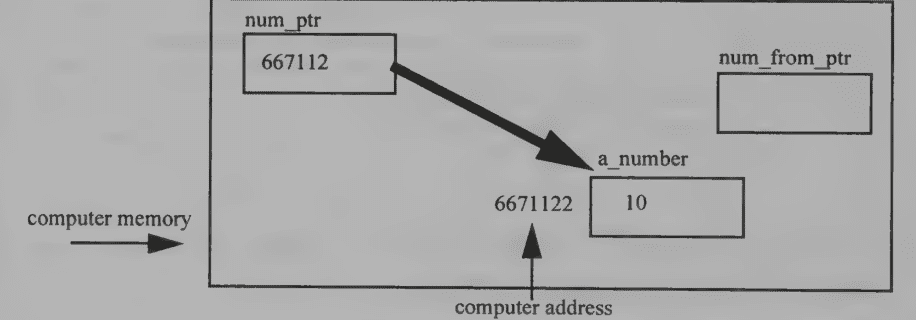 num_ptr
667112
num_from_ptr
a_number
6671122
10
computer memory
computer address